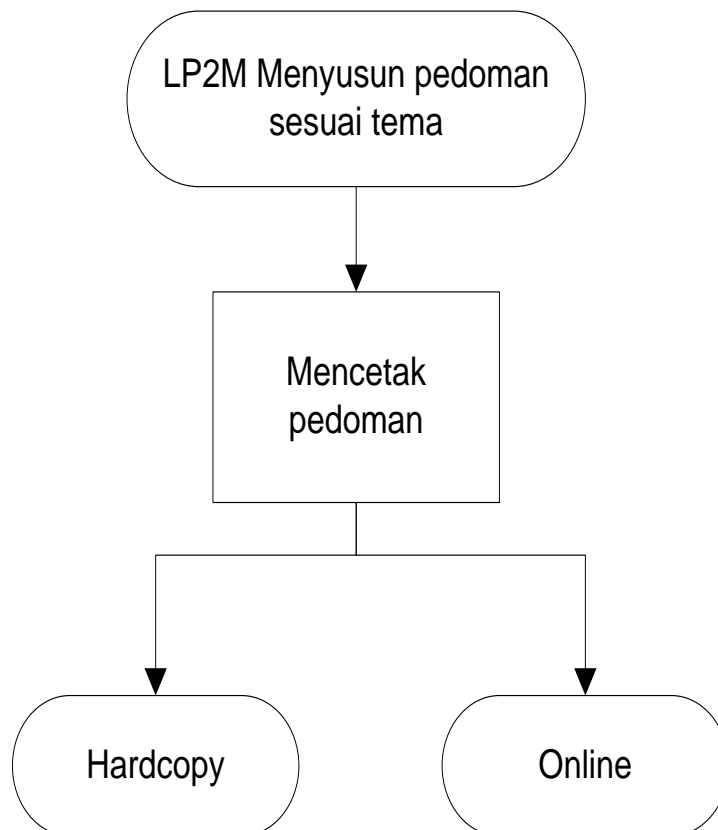 LP2M Menyusun pedoman
sesuai tema
Mencetak
pedoman
Hardcopy
Online